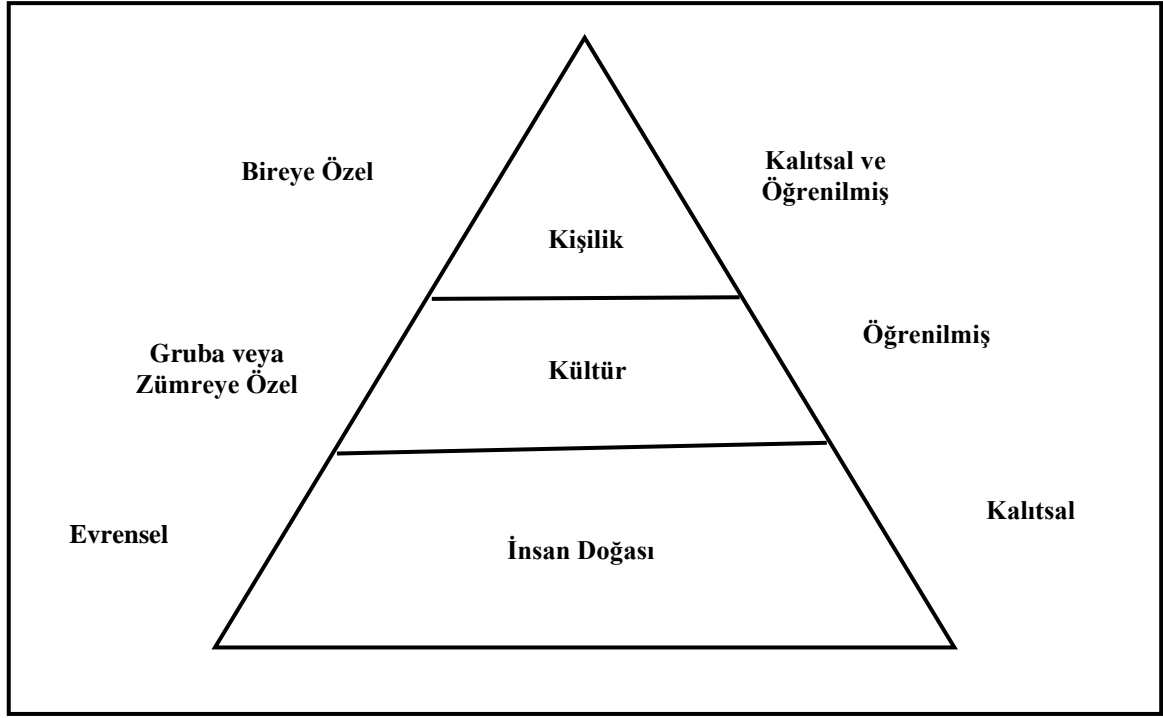 Bireye Özel
Kalıtsal ve
Öğrenilmiş
Kişilik
Gruba veya
Zümreye Özel
Kültür
Öğrenilmiş
Evrensel
İnsan Doğası
Kalıtsal